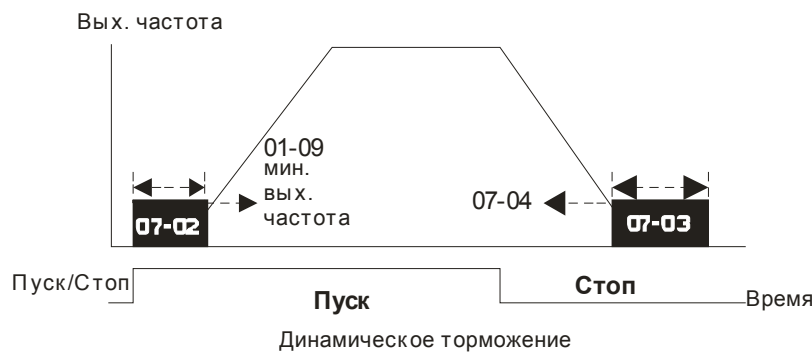 Вых. частота
01-09
мин.
вых.
частота
07-04
07-02
07-03
Пуск/Стоп
Пуск
Стоп
Время
Динамическое торможение